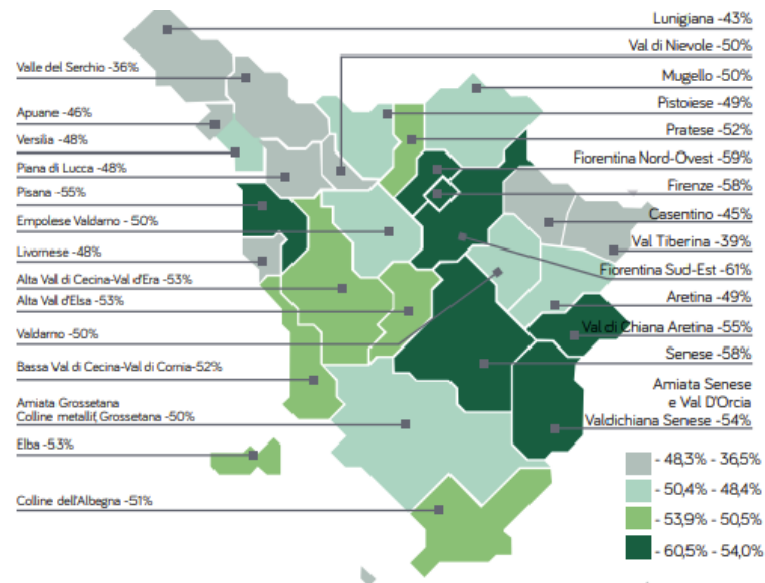 Lunigiana -43%
Val di Nievole -50%
Valle del Serchio -36%
Mugello -50%
Pistoiese -49%
Apuane -46%
Pratese -52%
Versilia -48%
Fiorentina Nord-Ovest -59%
Piana di Lucca -48%
Firenze -58%
Pisana -55%
Casentino -45%
Empolese Valdarno - 50%
Val Tiberina -39%
Livornese -48%
Fiorentina Sud-Est -61%
Alta Vall di Cecina-Val d'Era -53%
Aretina -49%
Alta Val d'Elsa -53%
Val di Chiana Aretina -55%
Valdarno -50%
Senese -58%
Bassa Val di Cecina-Val di Cornia-52%
Amiata Senese
e Val D'Orcia
Valdichiana Senese -54%
Amiata Grossetana
Colline metallif, Grossetana -50%
Elba -53%
Colline dell'Albegna -51%
- 48,3% - 36,5%
- 50,4% - 48,4%
- 53,9% - 50,5%
- 60,5% - 54,0%